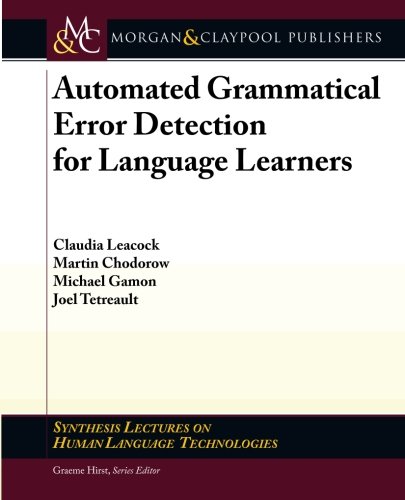 M
&C
MORGAN&CLAYPOOL PUBLISHERS
Automated Grammatical
Error Detection
for Language Learners
Claudia Leacock
Martin Chodorow
Michael Gamon
Joel Tetreault
SYNTHESIS LECTURES ON
HUMAN LANGUAGE TECHNOLOGIES
Graeme Hirst, Series Editor